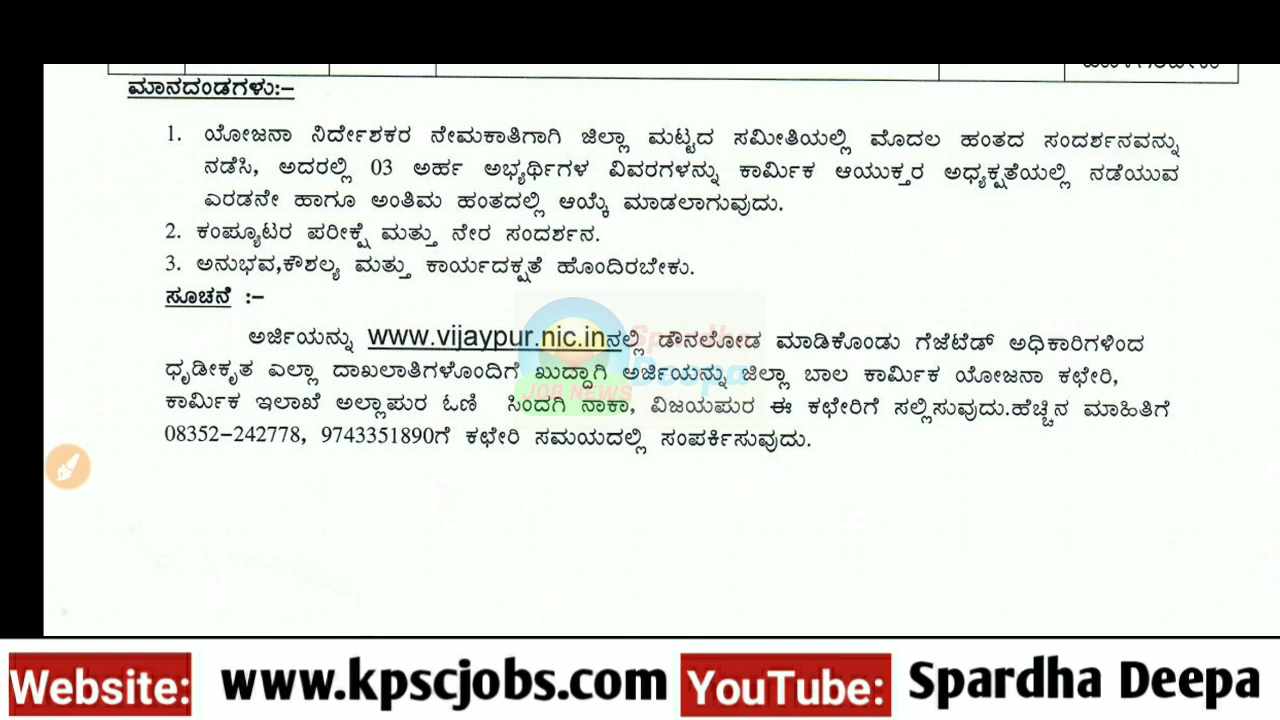 ಮಾನದಂಡಗಳು:-
1. ಯೋಜನಾ ನಿರ್ದೇಶಕರ ನೇಮಕಾತಿಗಾಗಿ ಜಿಲ್ಲಾ ಮಟ್ಟದ ಸಮೀತಿಯಲ್ಲಿ ಮೊದಲ ಹಂತದ ಸಂದರ್ಶನವನ್ನು
ನಡೆಸಿ, ಅದರಲ್ಲಿ 03 ಅರ್ಹ ಅಭ್ಯರ್ಥಿಗಳ ವಿವರಗಳನ್ನು ಕಾರ್ಮಿಕ ಆಯುಕ್ತರ ಅಧ್ಯಕ್ಷತೆಯಲ್ಲಿ ನಡೆಯುವ
ಎರಡನೇ ಹಾಗೂ ಅಂತಿಮ ಹಂತದಲ್ಲಿ ಆಯ್ಕೆ ಮಾಡಲಾಗುವುದು.
2. ಕಂಪ್ಯೂಟರ ಪರೀಕ್ಷೆ ಮತ್ತು ನೇರ ಸಂದರ್ಶನ.
3. ಅನುಭವ,ಕೌಶಲ್ಯ ಮತ್ತು ಕಾರ್ಯದಕ್ಷತೆ ಹೊಂದಿರಬೇಕು.
ಸೂಚನೆ :-
ಅರ್ಜಿಯನ್ನು www.vijaypur.nic.inನಲ್ಲಿ ಡೌನಲೋಡ ಮಾಡಿಕೊಂಡು ಗೆಜೆಟೆಡ್ ಅಧಿಕಾರಿಗಳಿಂದ
ಧೃಡೀಕೃತ ಎಲ್ಲಾ ದಾಖಲಾತಿಗಳೊಂದಿಗೆ ಖುದ್ದಾಗಿ ಅರ್ಜಿಯನ್ನು ಜಿಲ್ಲಾ ಬಾಲ ಕಾರ್ಮಿಕ ಯೋಜನಾ ಕಛೇರಿ,
ಕಾರ್ಮಿಕ ಇಲಾಖೆ ಅಲ್ಲಾಪುರ ಓಣಿ ಸಿಂದಗಿ ನಾಕಾ, ವಿಜಯಪುರ ಈ ಕಛೇರಿಗೆ ಸಲ್ಲಿಸುವುದು.ಹೆಚ್ಚಿನ ಮಾಹಿತಿಗೆ
08352-242778, 9743351890ಗೆ ಕಛೇರಿ ಸಮಯದಲ್ಲಿ ಸಂಪರ್ಕಿಸುವುದು.
Spardha
Deepa
JOB NEWS
Website: www.kpscjobs.com YouTube: Spardha Deepa